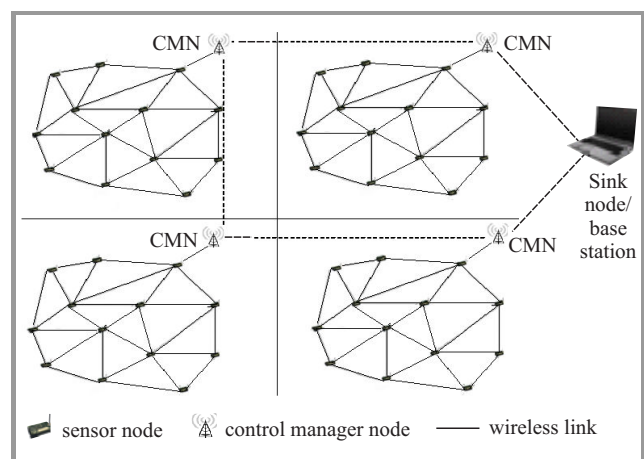 CMN
CMN
Sink
node/
base
station
CMN
CMN
sensor node
control manager node
wireless link